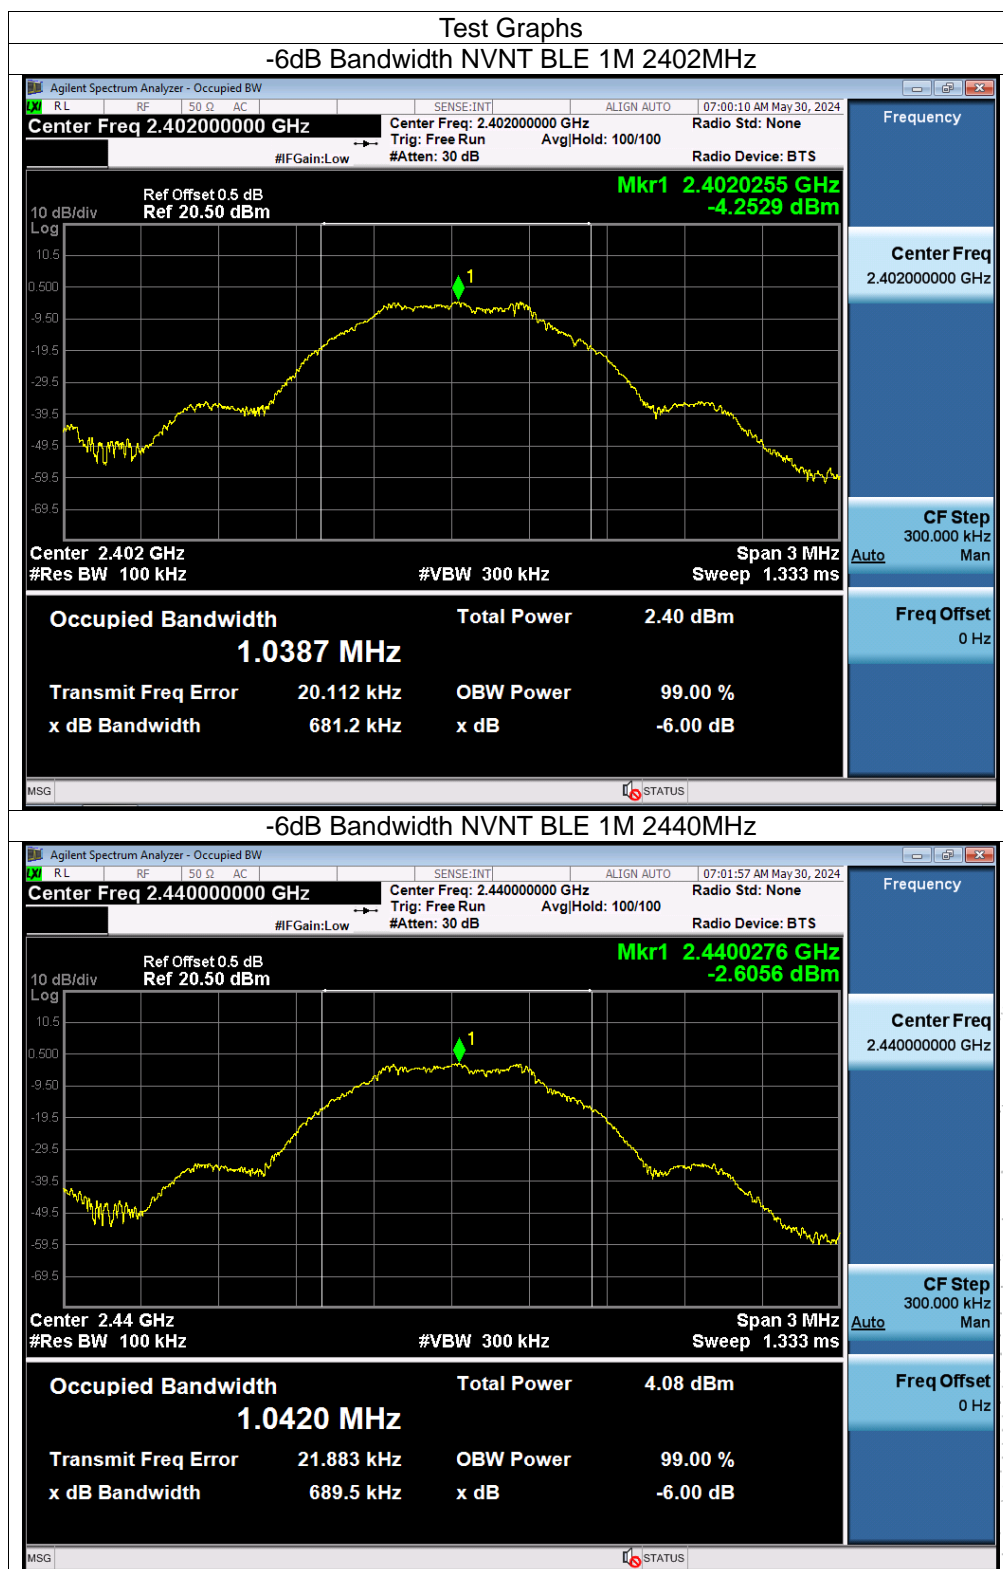 Test Graphs
-6dB Bandwidth NVNT BLE 1M 2402MHz
Agilent Spectrum Analyzer - Occupied BW
LXI RL RF 50 Ω AC SENSE:INT ALIGN AUTO 07:00:10 AM May 30, 2024
Center Freq 2.402000000 GHz
Center Freq: 2.402000000 GHz
Radio Std: None
Trig: Free Run Avg|Hold: 100/100
#IFGain:Low #Atten: 30 dB Radio Device: BTS
Frequency
Mkr1 2.4020255 GHz
-4.2529 dBm
Ref Offset 0.5 dB
10 dB/div Ref 20.50 dBm
Log
10.5
0.500
-9.50
-19.5
-29.5
-39.5
-49.5
-59.5
-69.5
1
Center Freq
2.402000000 GHz
CF Step
300.000 kHz
Auto Man
Freq Offset
0 Hz
Center 2.402 GHz Span 3 MHz
#Res BW 100 kHz #VBW 300 kHz Sweep 1.333 ms
Occupied Bandwidth Total Power 2.40 dBm
1.0387 MHz
Transmit Freq Error 20.112 kHz OBW Power 99.00 %
x dB Bandwidth 681.2 kHz x dB -6.00 dB
MSG STATUS
-6dB Bandwidth NVNT BLE 1M 2440MHz
Agilent Spectrum Analyzer - Occupied BW
LXI RL RF 50 Ω AC SENSE:INT ALIGN AUTO 07:01:57 AM May 30, 2024
Center Freq 2.440000000 GHz
Center Freq: 2.440000000 GHz
Radio Std: None
Trig: Free Run Avg|Hold: 100/100
#IFGain:Low #Atten: 30 dB Radio Device: BTS
Frequency
Mkr1 2.4400276 GHz
-2.6056 dBm
Ref Offset 0.5 dB
10 dB/div Ref 20.50 dBm
Log
10.5
0.500
-9.50
-19.5
-29.5
-39.5
-49.5
-59.5
-69.5
1
Center Freq
2.440000000 GHz
CF Step
300.000 kHz
Auto Man
Freq Offset
0 Hz
Center 2.44 GHz Span 3 MHz
#Res BW 100 kHz #VBW 300 kHz Sweep 1.333 ms
Occupied Bandwidth Total Power 4.08 dBm
1.0420 MHz
Transmit Freq Error 21.883 kHz OBW Power 99.00 %
x dB Bandwidth 689.5 kHz x dB -6.00 dB
MSG STATUS